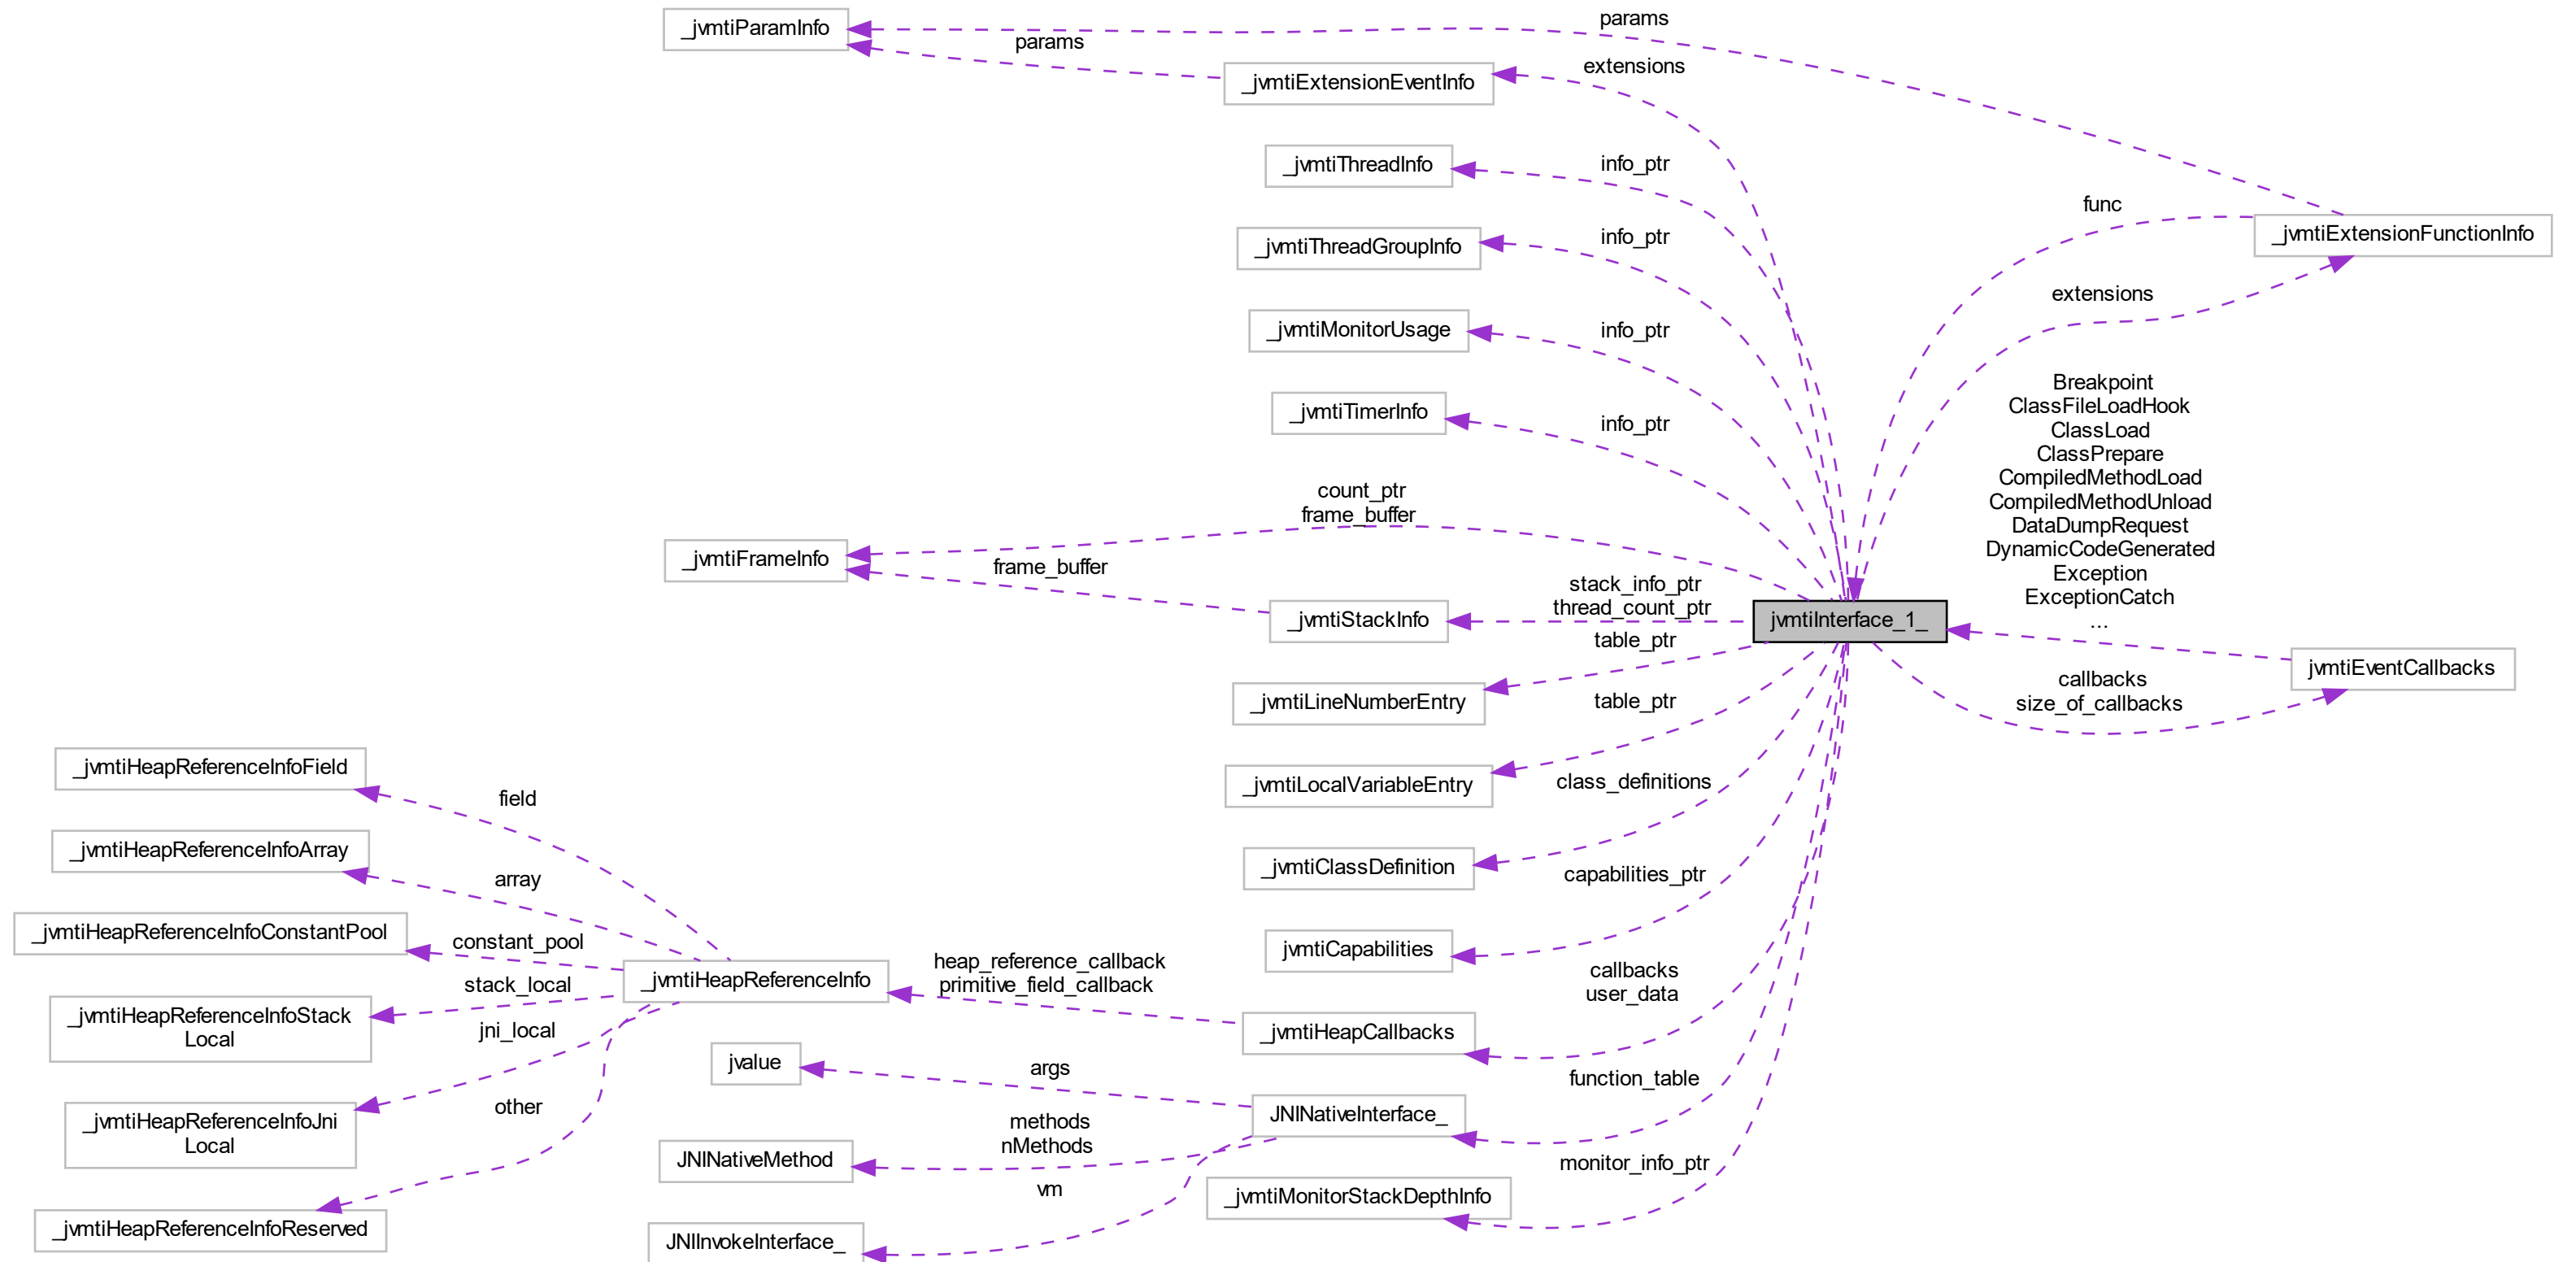 _jvmtiParamInfo
params
params
extensions
_jvmtiExtensionEventInfo
_jvmtiThreadInfo
info_ptr
func
_jvmtiExtensionFunctionInfo
_jvmtiThreadGroupInfo
info_ptr
extensions
_jvmtiMonitorUsage
info_ptr
_jvmtiTimerInfo
info_ptr
Breakpoint
ClassFileLoadHook
ClassLoad
ClassPrepare
CompiledMethodLoad
CompiledMethodUnload
DataDumpRequest
DynamicCodeGenerated
Exception
ExceptionCatch
...
count_ptr
frame_buffer
_jvmtiFrameInfo
frame_buffer
_jvmtiStackInfo
stack_info_ptr
thread_count_ptr
jvmtiInterface_1_
table_ptr
jvmtiEventCallbacks
callbacks
size_of_callbacks
_jvmtiLineNumberEntry
table_ptr
_jvmtiLocalVariableEntry
class_definitions
_jvmtiHeapReferenceInfoField
field
_jvmtiHeapReferenceInfoArray
array
_jvmtiClassDefinition
capabilities_ptr
_jvmtiHeapReferenceInfoConstantPool
constant_pool
_jvmtiHeapReferenceInfo
heap_reference_callback
primitive_field_callback
jvmtiCapabilities
callbacks
user_data
stack_local
_jvmtiHeapReferenceInfoStack
Local
jni_local
_jvmtiHeapCallbacks
jvalue
args
function_table
_jvmtiHeapReferenceInfoJni
Local
other
methods
nMethods
JNINativeInterface_
JNINativeMethod
vm
monitor_info_ptr
_jvmtiMonitorStackDepthInfo
_jvmtiHeapReferenceInfoReserved
JNIInvokeInterface_